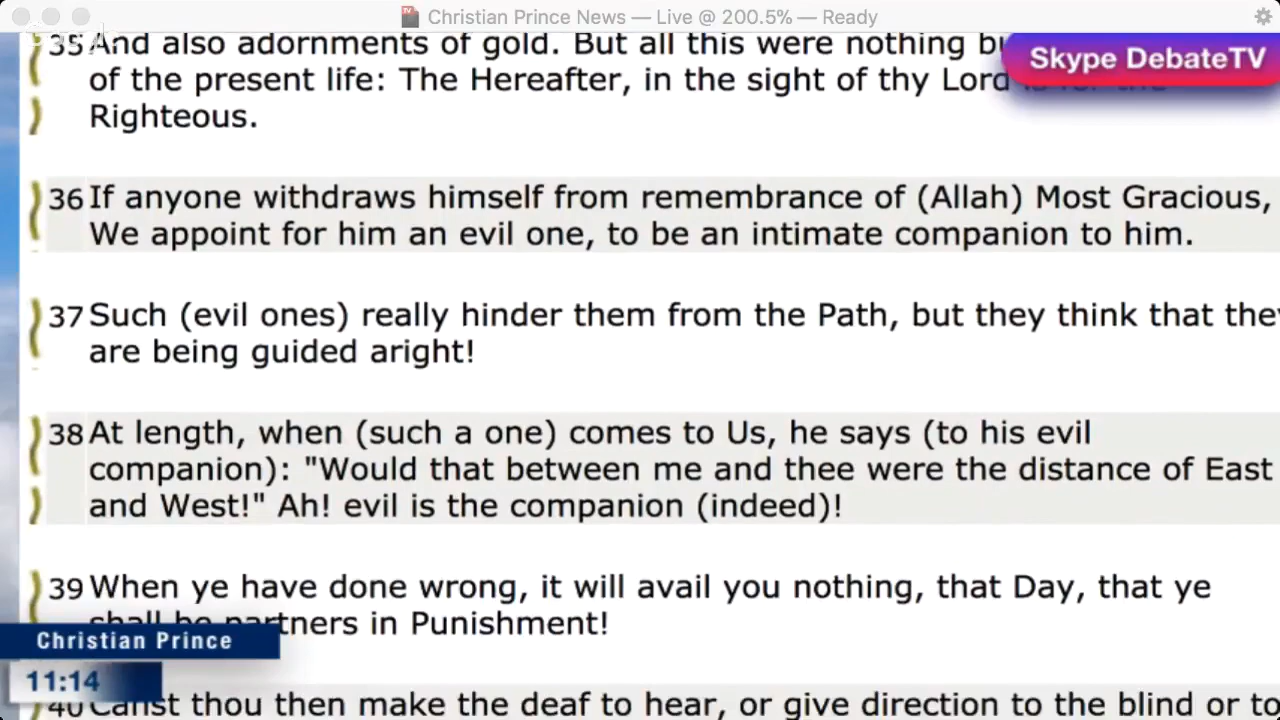 Christian Prince News — Live @ 200.5% — Ready
35 And also adornments of gold. But all this were nothing bu
Skype DebateTV
of the present life: The Hereafter, in the sight of thy Lord is for the
Righteous.
36 If anyone withdraws himself from remembrance of (Allah) Most Gracious,
We appoint for him an evil one, to be an intimate companion to him.
37 Such (evil ones) really hinder them from the Path, but they think that they
are being guided aright!
38 At length, when (such a one) comes to Us, he says (to his evil
companion): "Would that between me and thee were the distance of East
and West!" Ah! evil is the companion (indeed)!
39 When ye have done wrong, it will avail you nothing, that Day, that ye
shall be partners in Punishment!
Christian Prince
11:14
40 Canst thou then make the deaf to hear, or give direction to the blind or to